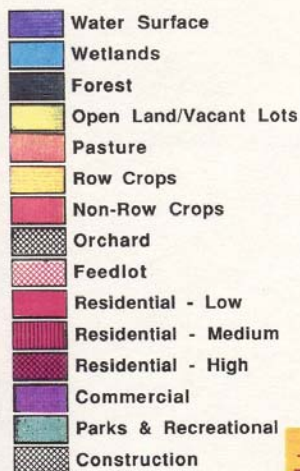 Water Surface
Wetlands
Forest
Open Land/Vacant Lots
Pasture
Row Crops
Non-Row Crops
Orchard
Feedlot
Residential - Low
Residential - Medium
Residential - High
Commercial
Parks & Recreational
Construction